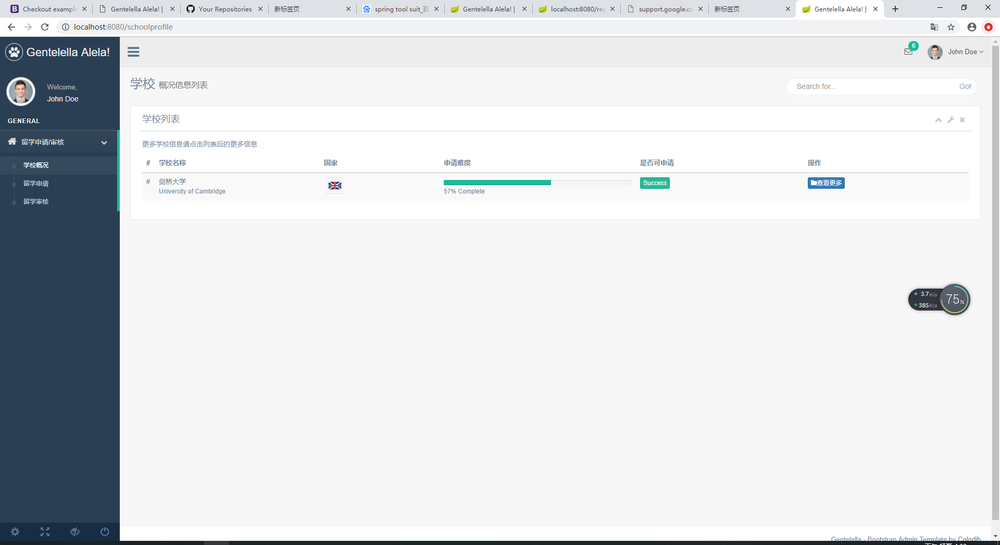 Checkout example
Gentelella Alela! |
Your Repositories
新标签页
spring tool suit_百
Gentelella Alela! |
localhost:8080/reg
support.google.co
新标签页
Gentelella Alela! |
localhost:8080/schoolprofile
Gentelella Alela!
6
John Doe
Welcome,
John Doe
GENERAL
留学申请/审核
学校概况
留学申请
留学审核
学校 概况信息列表
Search for...
Go!
学校列表
更多学校信息请点击列表后的更多信息
# 学校名称 国家 申请难度 是否可申请 操作
# 剑桥大学 Success 查看更多
University of Cambridge 57% Complete
3.7K/s
385K/s
75%
Gentelella - Bootstrap Admin Template by Colorlib